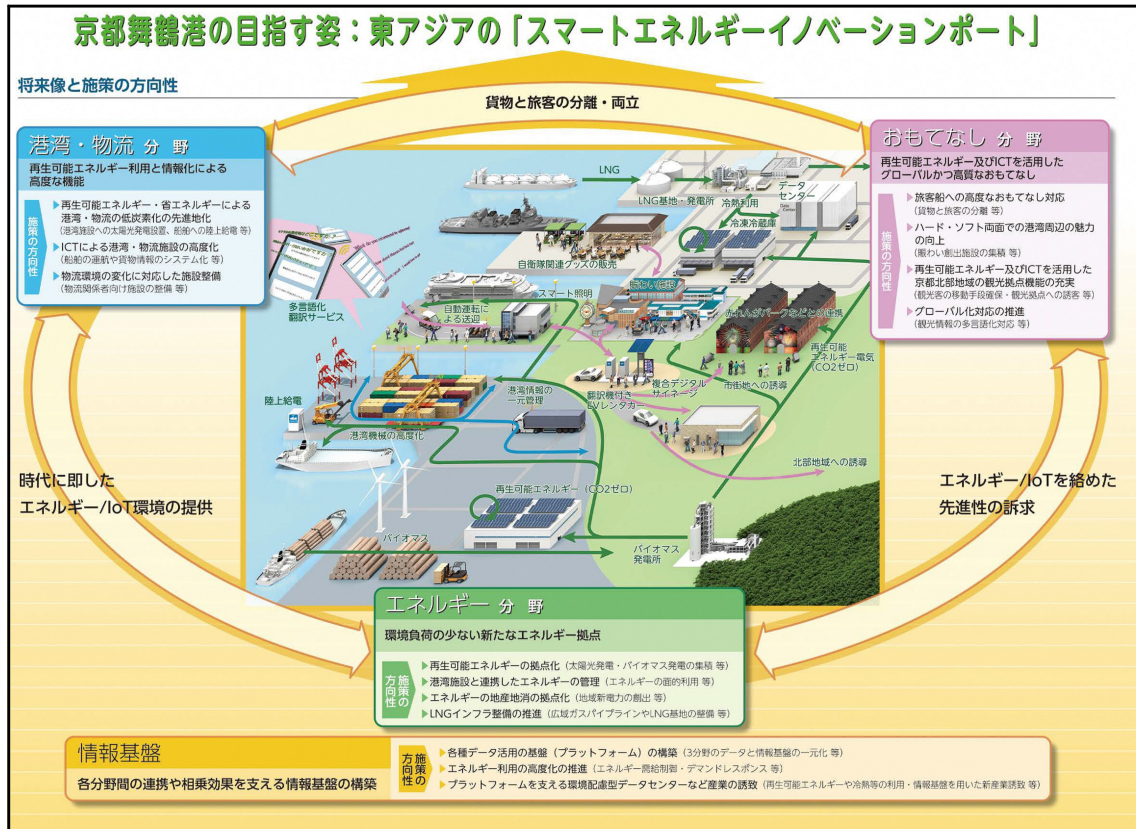 京都舞鶴港の目指す姿：東アジアの「スマートエネルギーイノベーションポート」
将来像と施策の方向性
貨物と旅客の分離・両立
港湾・物流 分 野
再生可能エネルギー利用と情報化による
高度な機能
施策の方向性
▶再生可能エネルギー・省エネルギーによる
港湾・物流の低炭素化の先進地化
(港湾施設への太陽光発電設置、船舶への陸上給電 等)
▶ICTによる港湾・物流施設の高度化
(船舶の運航や貨物情報のシステム化 等)
▶物流環境の変化に対応した施設整備
(物流関係者向け施設の整備 等)
おもてなし 分 野
再生可能エネルギー及びICTを活用した
グローバルかつ高質なおもてなし
施策の方向性
▶旅客船への高度なおもてなし対応
(貨物と旅客の分離 等)
▶ハード・ソフト両面での港湾周辺の魅力
の向上
(賑わい創出施設の集積 等)
▶再生可能エネルギー及びICTを活用した
京都北部地域の観光拠点機能の充実
(観光客の移動手段確保・観光拠点への誘客 等)
▶グローバル化対応の推進
(観光情報の多言語化対応 等)
LNG
LNG基地・発電所
冷熱利用
データ
センター
冷凍冷蔵庫
自衛隊関連グッズの販売
賑わい施設
多言語化
翻訳サービス
自動運転に
よる送迎
スマート照明
赤れんがパークなどとの連携
再生可能
エネルギー電気
(CO2ゼロ)
陸上給電
港湾情報の
一元管理
翻訳機付き
EVレンタカー
複合デジタル
サイネージ
市街地への誘導
港湾機械の高度化
北部地域への誘導
再生可能エネルギー(CO2ゼロ)
バイオマス
バイオマス
発電所
時代に即した
エネルギー/IoT環境の提供
エネルギー/IoTを絡めた
先進性の訴求
エネルギー 分 野
環境負荷の少ない新たなエネルギー拠点
施策の方向性
▶再生可能エネルギーの拠点化(太陽光発電・バイオマス発電の集積 等)
▶港湾施設と連携したエネルギーの管理(エネルギーの面的利用 等)
▶エネルギーの地産地消の拠点化(地域新電力の創出 等)
▶LNGインフラ整備の推進(広域ガスパイプラインやLNG基地の整備 等)
情報基盤
各分野間の連携や相乗効果を支える情報基盤の構築
施策の方向性
▶各種データ活用の基盤(プラットフォーム)の構築(3分野のデータと情報基盤の一元化 等)
▶エネルギー利用の高度化の推進(エネルギー需給制御・デマンドレスポンス 等)
▶プラットフォームを支える環境配慮型データセンターなど産業の誘致(再生可能エネルギーや冷熱等の利用・情報基盤を用いた新産業誘致 等)